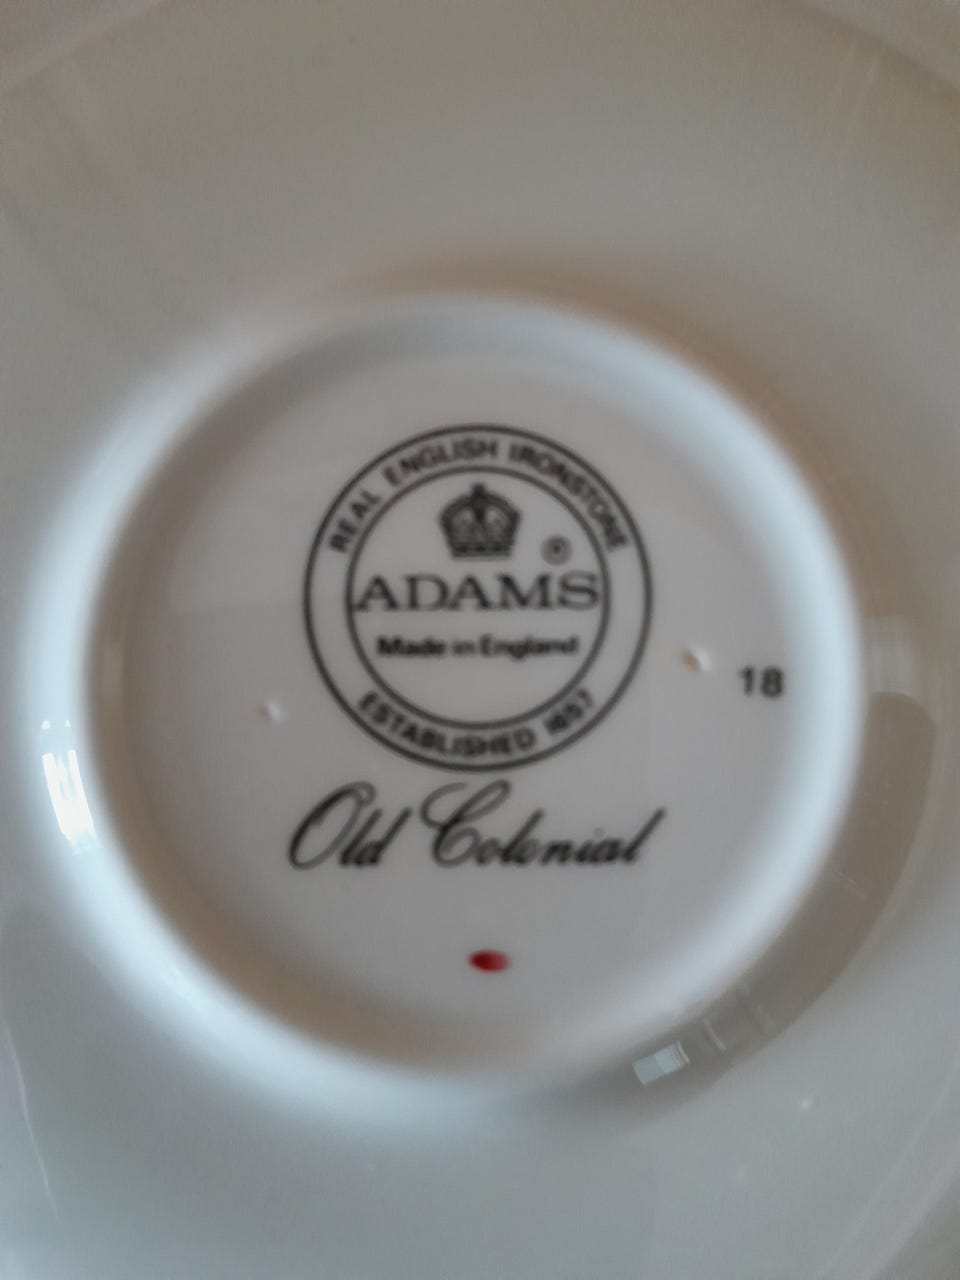 REAL ENGLISH IRONSTONE
®
ADAMS
Made in England
ESTABLISHED 1657
18
Old Colonial